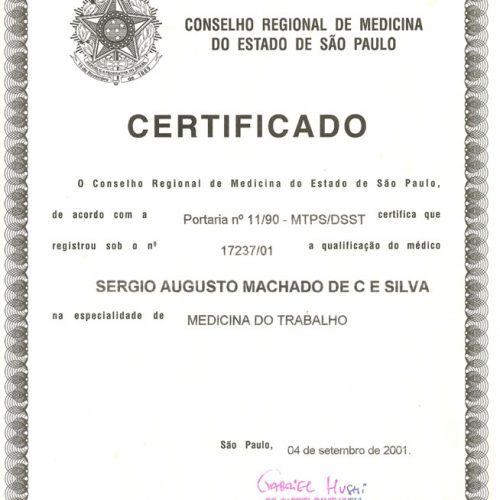 CONSELHO REGIONAL DE MEDICINA
DO ESTADO DE SÃO PAULO
CERTIFICADO
O Conselho Regional de Medicina do Estado de São Paulo,
de acordo com a Portaria nº 11/90 - MTPS/DSST certifica que
registrou sob o nº 17237/01 a qualificação do médico
SERGIO AUGUSTO MACHADO DE C E SILVA
na especialidade de MEDICINA DO TRABALHO
São Paulo, 04 de setembro de 2001.